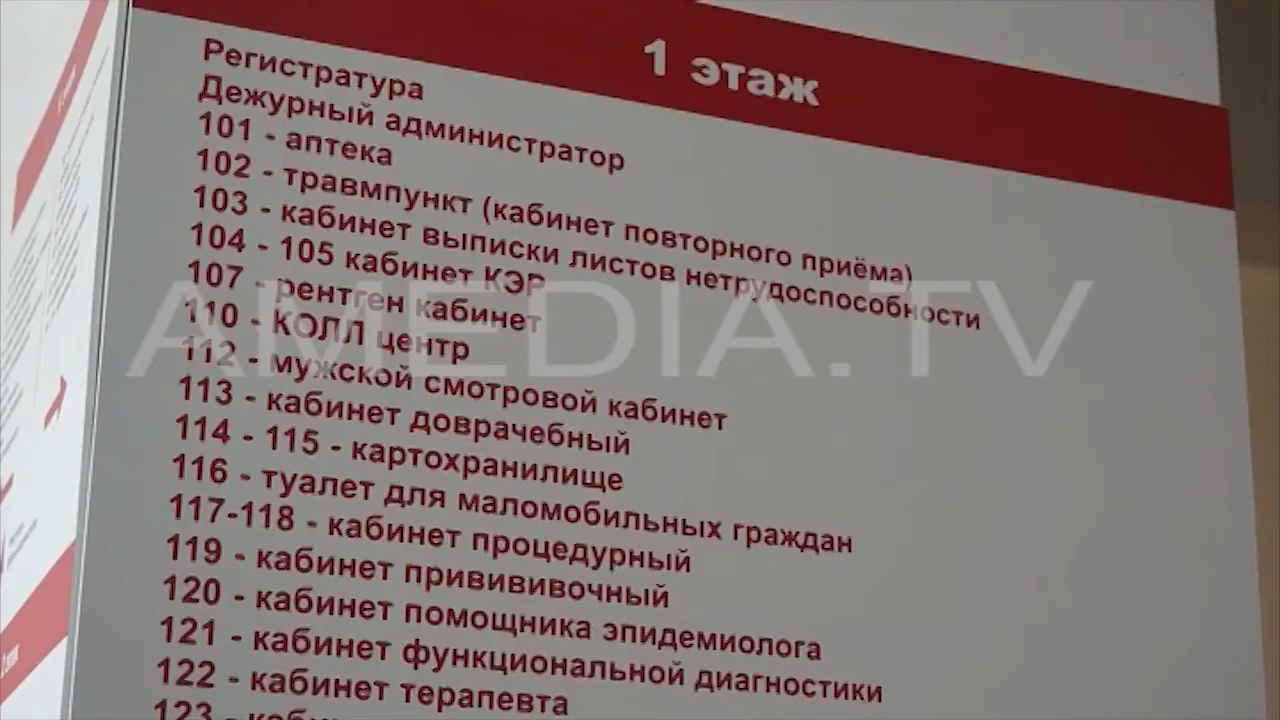 1 этаж
Регистратура
Дежурный администратор
101 - аптека
102 - травмпункт (кабинет повторного приёма)
103 - кабинет выписки листов нетрудоспособности
104 - 105 кабинет КЭР
107 - рентген кабинет
110 - КОЛЛ центр
112 - мужской смотровой кабинет
113 - кабинет доврачебный
114 - 115 - картохранилище
116 - туалет для маломобильных граждан
117-118 - кабинет процедурный
119 - кабинет прививививочный
120 - кабинет помощника эпидемиолога
121 - кабинет функциональной диагностики
122 - кабинет терапевта
123 -
AMEDIA.TV